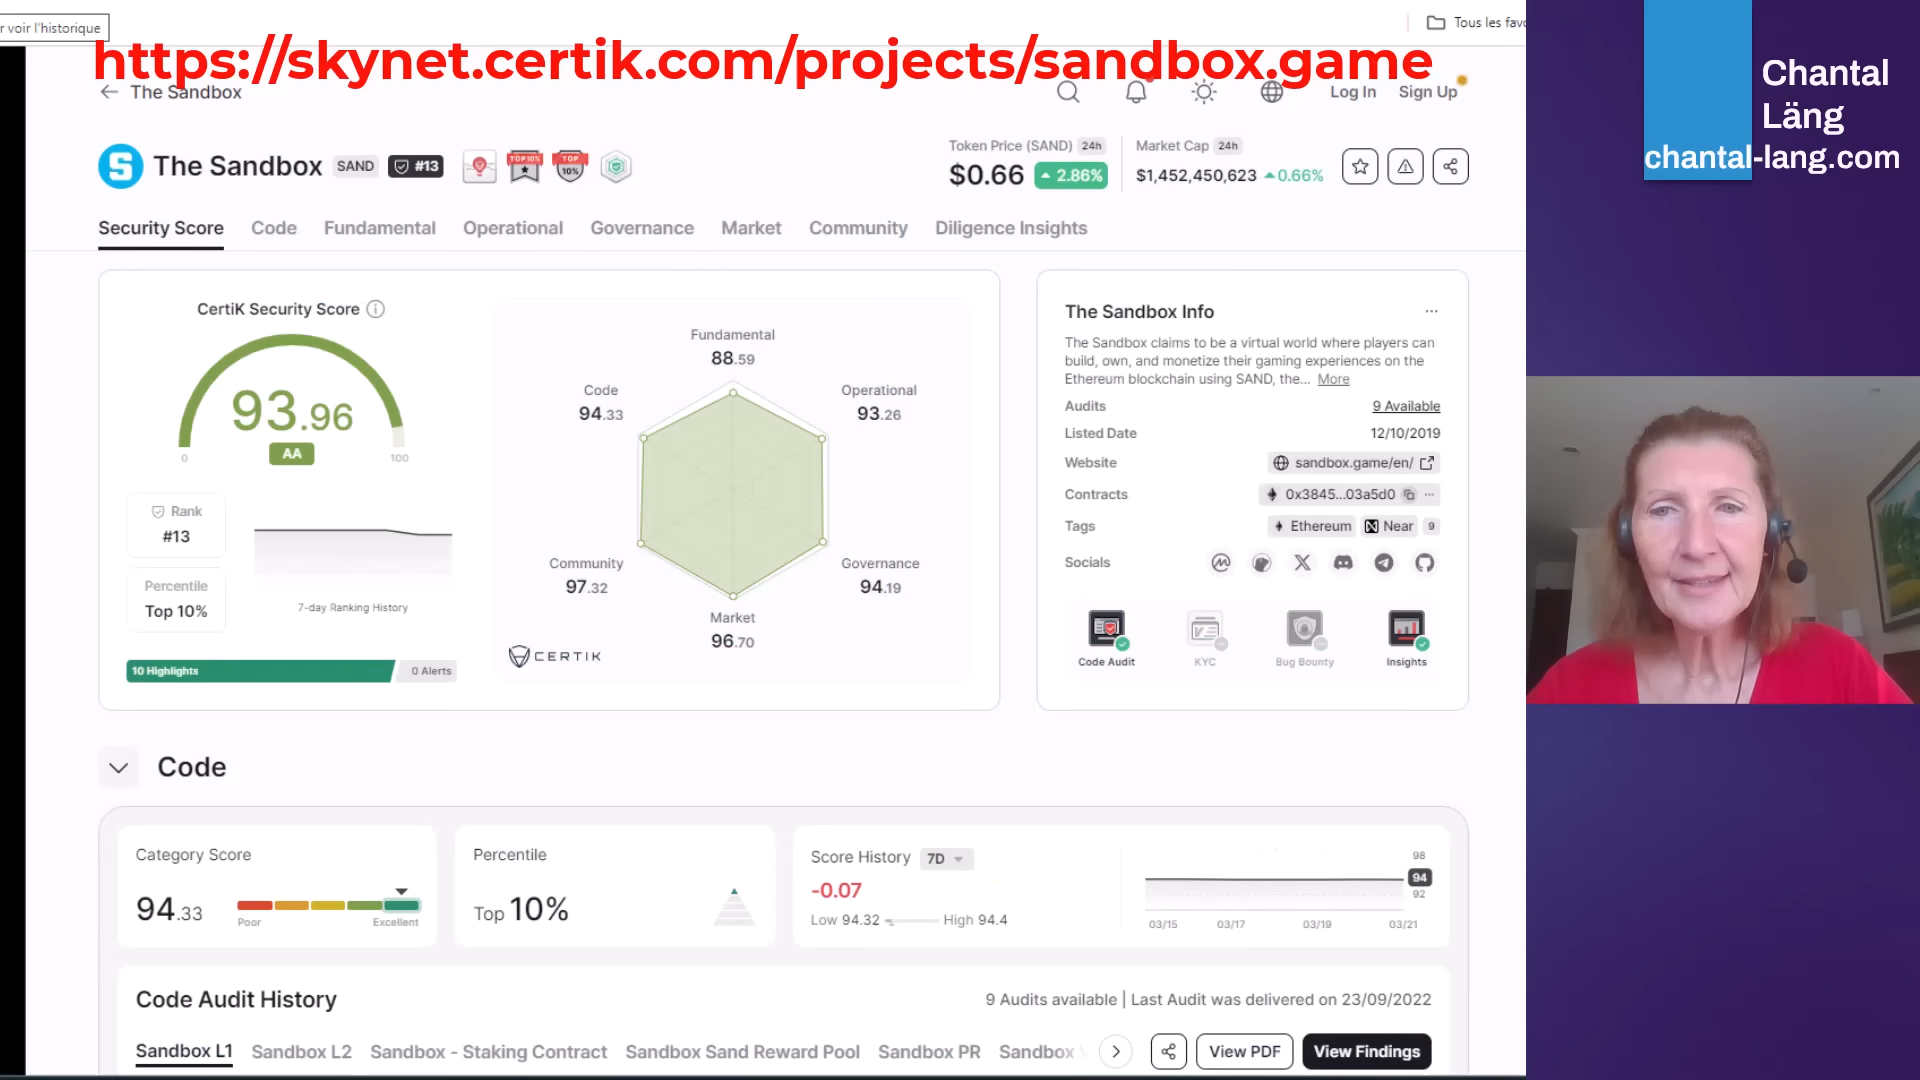 r voir l'historique
Tous les favo
https://skynet.certik.com/projects/sandbox.game
The Sandbox
Log In
Sign Up
The Sandbox
SAND
#13
TOP 10%
TOP 10%
Token Price (SAND) 24h
$0.66
2.86%
Market Cap 24h
$1,452,450,623
0.66%
Security Score
Code
Fundamental
Operational
Governance
Market
Community
Diligence Insights
CertiK Security Score
93.96
AA
0
100
Rank
#13
Percentile
Top 10%
7-day Ranking History
10 Highlights
0 Alerts
Fundamental
88.59
Code
94.33
Operational
93.26
Community
97.32
Governance
94.19
Market
96.70
CERTIK
The Sandbox Info
The Sandbox claims to be a virtual world where players can
build, own, and monetize their gaming experiences on the
Ethereum blockchain using SAND, the... More
Audits
9 Available
Listed Date
12/10/2019
Website
sandbox.game/en/
Contracts
0x3845...03a5d0
Tags
Ethereum
Near
9
Socials
Code Audit
KYC
Bug Bounty
Insights
Code
Category Score
94.33
Poor
Excellent
Percentile
Top 10%
Score History
7D
-0.07
Low 94.32
High 94.4
98
94
92
03/15
03/17
03/19
03/21
Code Audit History
9 Audits available | Last Audit was delivered on 23/09/2022
Sandbox L1
Sandbox L2
Sandbox - Staking Contract
Sandbox Sand Reward Pool
Sandbox PR
Sandbox
View PDF
View Findings
Chantal
Läng
chantal-lang.com